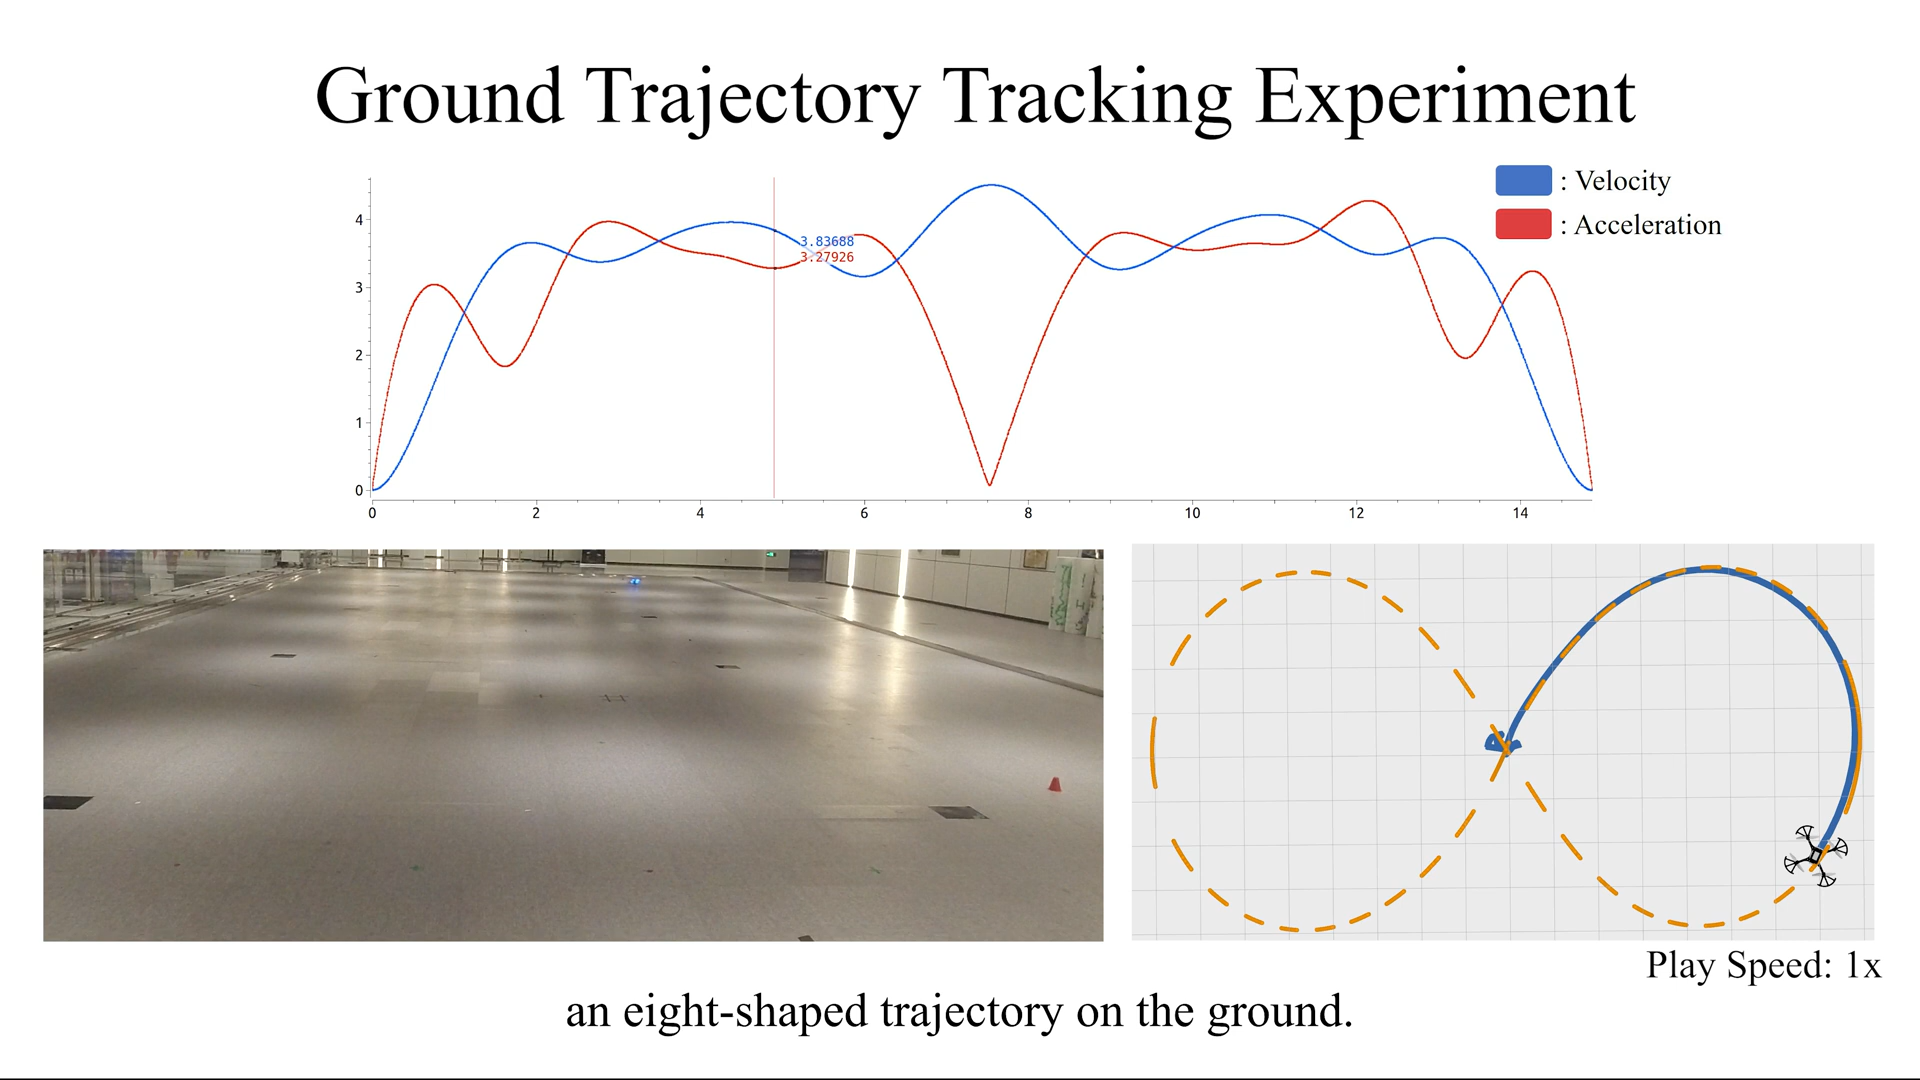 Ground Trajectory Tracking Experiment
: Velocity
: Acceleration
4
3
2
1
0
3.83688
3.27926
0 2 4 6 8 10 12 14
Play Speed: 1x
an eight-shaped trajectory on the ground.